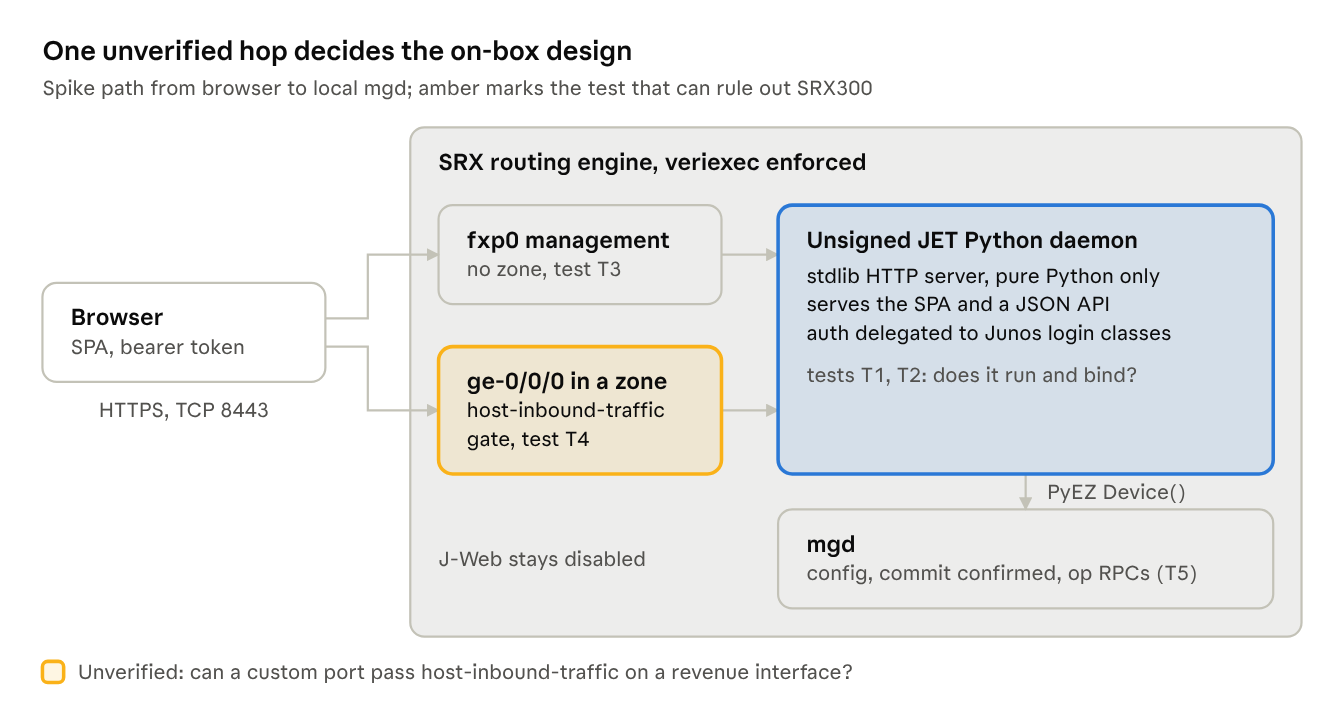 One unverified hop decides the on-box design
Spike path from browser to local mgd; amber marks the test that can rule out SRX300
SRX routing engine, veriexec enforced
fxp0 management
no zone, test T3
Unsigned JET Python daemon
stdlib HTTP server, pure Python only
serves the SPA and a JSON API
auth delegated to Junos login classes
tests T1, T2: does it run and bind?
Browser
SPA, bearer token
HTTPS, TCP 8443
ge-0/0/0 in a zone
host-inbound-traffic
gate, test T4
PyEZ Device()
J-Web stays disabled
mgd
config, commit confirmed, op RPCs (T5)
Unverified: can a custom port pass host-inbound-traffic on a revenue interface?